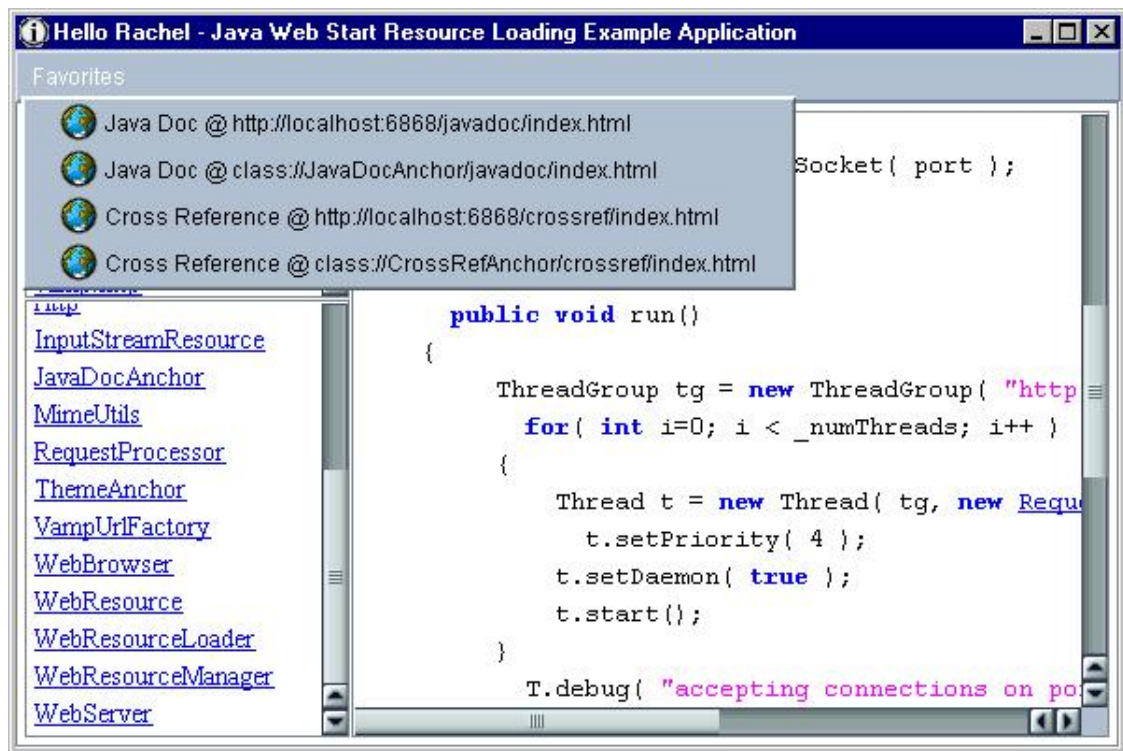 Hello Rachel - Java Web Start Resource Loading Example Application
Favorites
Java Doc @ http://localhost:6868/javadoc/index.html
Java Doc @ class://JavaDocAnchor/javadoc/index.html
Cross Reference @ http://localhost:6868/crossref/index.html
Cross Reference @ class://CrossRefAnchor/crossref/index.html
Http
InputStreamResource
JavaDocAnchor
MimeUtils
RequestProcessor
ThemeAnchor
VampUrlFactory
WebBrowser
WebResource
WebResourceLoader
WebResourceManager
WebServer
Socket( port );
public void run()
{
ThreadGroup tg = new ThreadGroup( "http
for( int i=0; i < _numThreads; i++ )
{
Thread t = new Thread( tg, new Requ
t.setPriority( 4 );
t.setDaemon( true );
t.start();
}
T.debug( "accepting connections on po